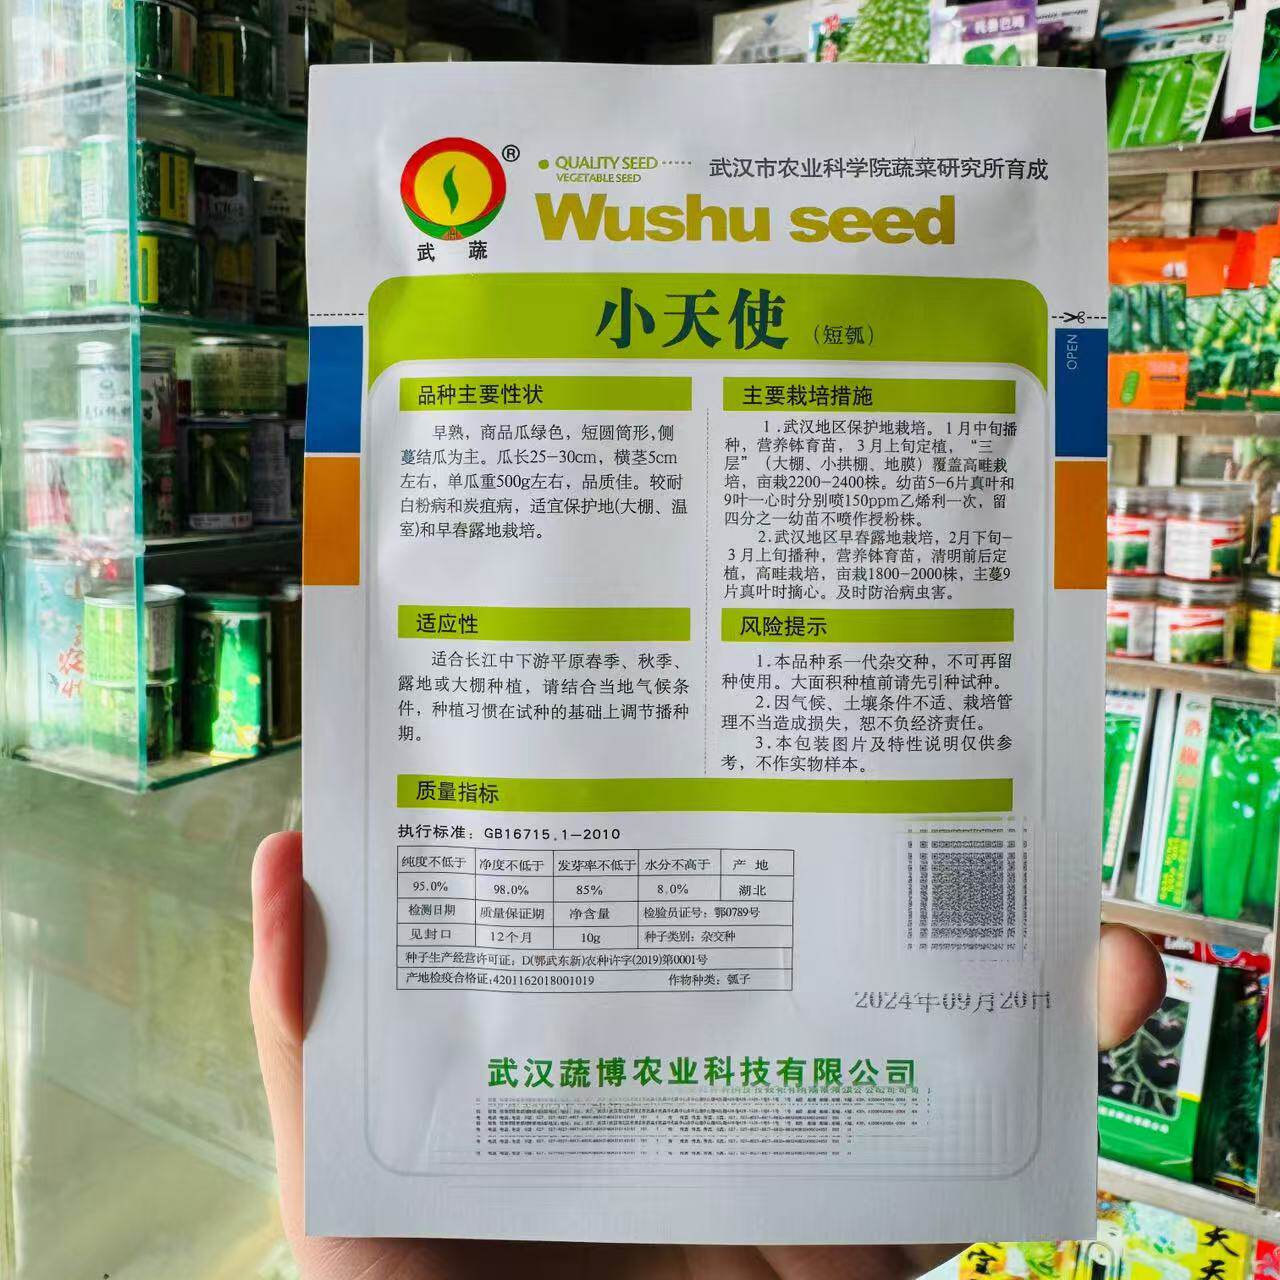 QUALITY SEED
VEGETABLE SEED
武汉市农业科学院蔬菜研究所育成
®
武 蔬
Wushu seed
小天使 (短瓠)
OPEN
品种主要性状
早熟，商品瓜绿色，短圆筒形，侧
蔓结瓜为主。瓜长25-30cm，横茎5cm
左右，单瓜重500g左右，品质佳。较耐
白粉病和炭疽病，适宜保护地(大棚、温
室)和早春露地栽培。
主要栽培措施
1.武汉地区保护地栽培。1月中旬播
种，营养钵育苗，3月上旬定植，“三
层”（大棚、小拱棚、地膜）覆盖高畦栽
培，亩栽2200-2400株。幼苗5-6片真叶和
9叶一心时分别喷150ppm乙烯利一次，留
四分之一幼苗不喷作授粉株。
2.武汉地区早春露地栽培，2月下旬-
3月上旬播种，营养钵育苗，清明前后定
植，高畦栽培，亩栽1800-2000株，主蔓9
片真叶时摘心。及时防治病虫害。
适应性
适合长江中下游平原春季、秋季、
露地或大棚种植，请结合当地气候条
件，种植习惯在试种的基础上调节播种
期。
风险提示
1.本品种系一代杂交种，不可再留
种使用。大面积种植前请先引种试种。
2.因气候、土壤条件不适、栽培管
理不当造成损失，恕不负经济责任。
3.本包装图片及特性说明仅供参
考，不作实物样本。
质量指标
执行标准：GB16715.1-2010
纯度不低于 净度不低于 发芽率不低于 水分不高于 产 地
95.0% 98.0% 85% 8.0% 湖北
检测日期 质量保证期 净含量 检验员证号：鄂0789号
见封口 12个月 10g 种子类别：杂交种
种子生产经营许可证：D(鄂武东新)农种许字(2019)第0001号
产地检疫合格证:4201162018001019 作物种类：瓠子
2024年09月20日
武汉蔬博农业科技有限公司